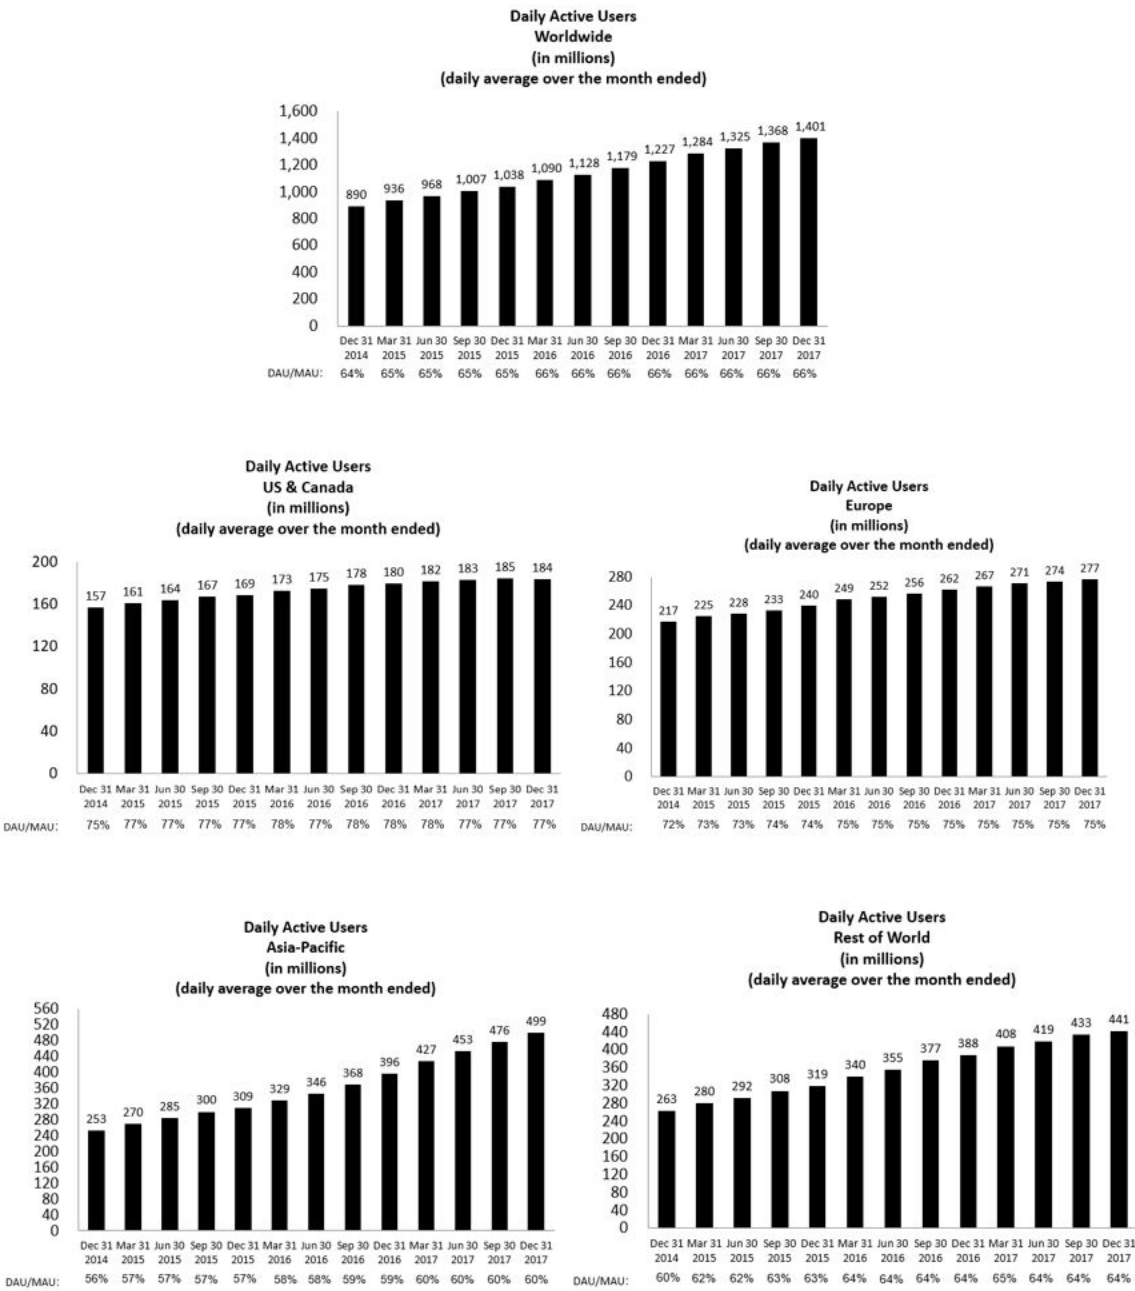 Daily Active Users
Worldwide
(in millions)
(daily average over the month ended)
1,600
1,400
1,200
1,000
800
600
400
200
0
890 936 968 1,007 1,038 1,090 1,128 1,179 1,227 1,284 1,325 1,368 1,401
Dec 31 Mar 31 Jun 30 Sep 30 Dec 31 Mar 31 Jun 30 Sep 30 Dec 31 Mar 31 Jun 30 Sep 30 Dec 31
2014 2015 2015 2015 2015 2016 2016 2016 2016 2017 2017 2017 2017
DAU/MAU: 64% 65% 65% 65% 65% 66% 66% 66% 66% 66% 66% 66% 66%
Daily Active Users
US & Canada
(in millions)
(daily average over the month ended)
200
160
120
80
40
0
157 161 164 167 169 173 175 178 180 182 183 185 184
Dec 31 Mar 31 Jun 30 Sep 30 Dec 31 Mar 31 Jun 30 Sep 30 Dec 31 Mar 31 Jun 30 Sep 30 Dec 31
2014 2015 2015 2015 2015 2016 2016 2016 2016 2017 2017 2017 2017
DAU/MAU: 75% 77% 77% 77% 77% 78% 77% 78% 78% 78% 77% 77% 77%
Daily Active Users
Europe
(in millions)
(daily average over the month ended)
280
240
200
160
120
80
40
0
217 225 228 233 240 249 252 256 262 267 271 274 277
Dec 31 Mar 31 Jun 30 Sep 30 Dec 31 Mar 31 Jun 30 Sep 30 Dec 31 Mar 31 Jun 30 Sep 30 Dec 31
2014 2015 2015 2015 2015 2016 2016 2016 2016 2017 2017 2017 2017
DAU/MAU: 72% 73% 73% 74% 74% 75% 75% 75% 75% 75% 75% 75% 75%
Daily Active Users
Asia-Pacific
(in millions)
(daily average over the month ended)
560
520
480
440
400
360
320
280
240
200
160
120
80
40
0
253 270 285 300 309 329 346 368 396 427 453 476 499
Dec 31 Mar 31 Jun 30 Sep 30 Dec 31 Mar 31 Jun 30 Sep 30 Dec 31 Mar 31 Jun 30 Sep 30 Dec 31
2014 2015 2015 2015 2015 2016 2016 2016 2016 2017 2017 2017 2017
DAU/MAU: 56% 57% 57% 57% 57% 58% 58% 59% 59% 60% 60% 60% 60%
Daily Active Users
Rest of World
(in millions)
(daily average over the month ended)
480
440
400
360
320
280
240
200
160
120
80
40
0
263 280 292 308 319 340 355 377 388 408 419 433 441
Dec 31 Mar 31 Jun 30 Sep 30 Dec 31 Mar 31 Jun 30 Sep 30 Dec 31 Mar 31 Jun 30 Sep 30 Dec 31
2014 2015 2015 2015 2015 2016 2016 2016 2016 2017 2017 2017 2017
DAU/MAU: 60% 62% 62% 63% 63% 64% 64% 64% 64% 65% 64% 64% 64%